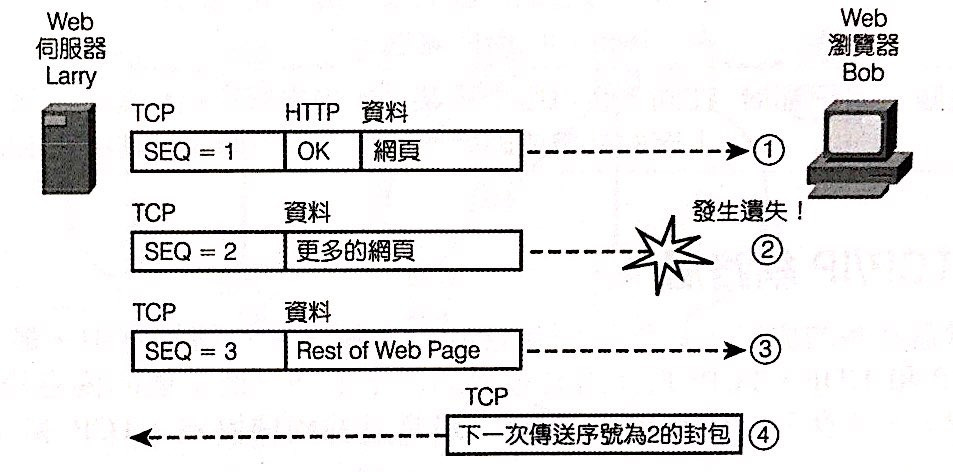 Web
伺服器
Larry
Web
瀏覽器
Bob
TCP HTTP 資料
SEQ = 1 OK 網頁 ①
發生遺失！
TCP 資料
SEQ = 2 更多的網頁 ②
TCP 資料
SEQ = 3 Rest of Web Page ③
TCP
下一次傳送序號為2的封包 ④